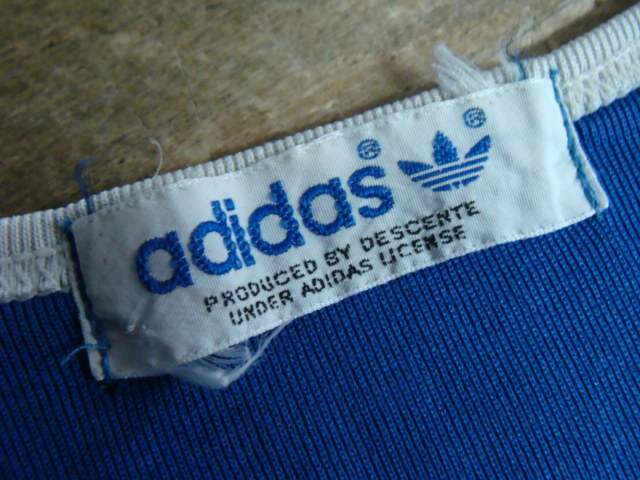 adidas® ®
PRODUCED BY DESCENTE
UNDER ADIDAS LICENSE